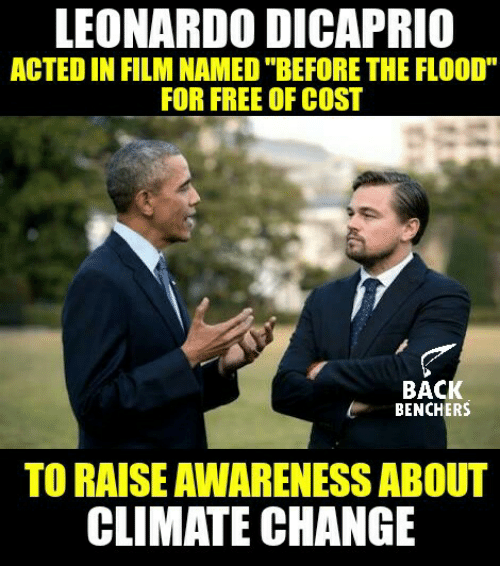 LEONARDO DICAPRIO
ACTED IN FILM NAMED "BEFORE THE FLOOD"
FOR FREE OF COST
BACK
BENCHERS
TO RAISE AWARENESS ABOUT
CLIMATE CHANGE